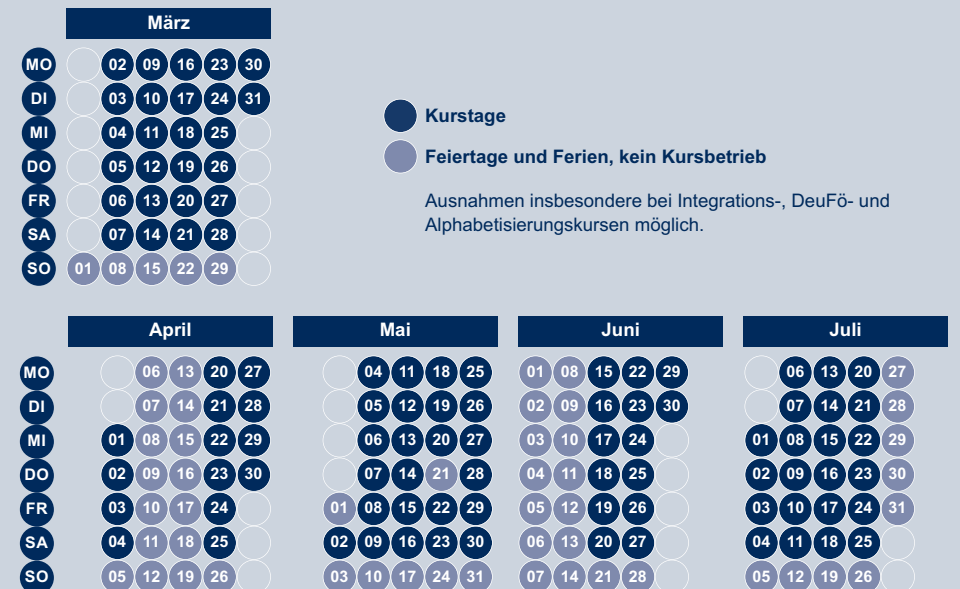 März
MO 02 09 16 23 30
DI 03 10 17 24 31
MI 04 11 18 25
DO 05 12 19 26
FR 06 13 20 27
SA 07 14 21 28
SO 01 08 15 22 29
Kurstage
Feiertage und Ferien, kein Kursbetrieb
Ausnahmen insbesondere bei Integrations-, DeuFö- und
Alphabetisierungskursen möglich.
April Mai Juni Juli
MO 06 13 20 27 04 11 18 25 01 08 15 22 29 06 13 20 27
DI 07 14 21 28 05 12 19 26 02 09 16 23 30 07 14 21 28
MI 01 08 15 22 29 06 13 20 27 03 10 17 24 01 08 15 22 29
DO 02 09 16 23 30 07 14 21 28 04 11 18 25 02 09 16 23 30
FR 03 10 17 24 01 08 15 22 29 05 12 19 26 03 10 17 24 31
SA 04 11 18 25 02 09 16 23 30 06 13 20 27 04 11 18 25
SO 05 12 19 26 03 10 17 24 31 07 14 21 28 05 12 19 26